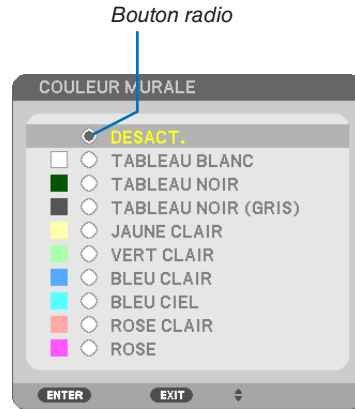 Bouton radio
COULEUR MURALE
DESACT.
TABLEAU BLANC
TABLEAU NOIR
TABLEAU NOIR (GRIS)
JAUNE CLAIR
VERT CLAIR
BLEU CLAIR
BLEU CIEL
ROSE CLAIR
ROSE
ENTER EXIT